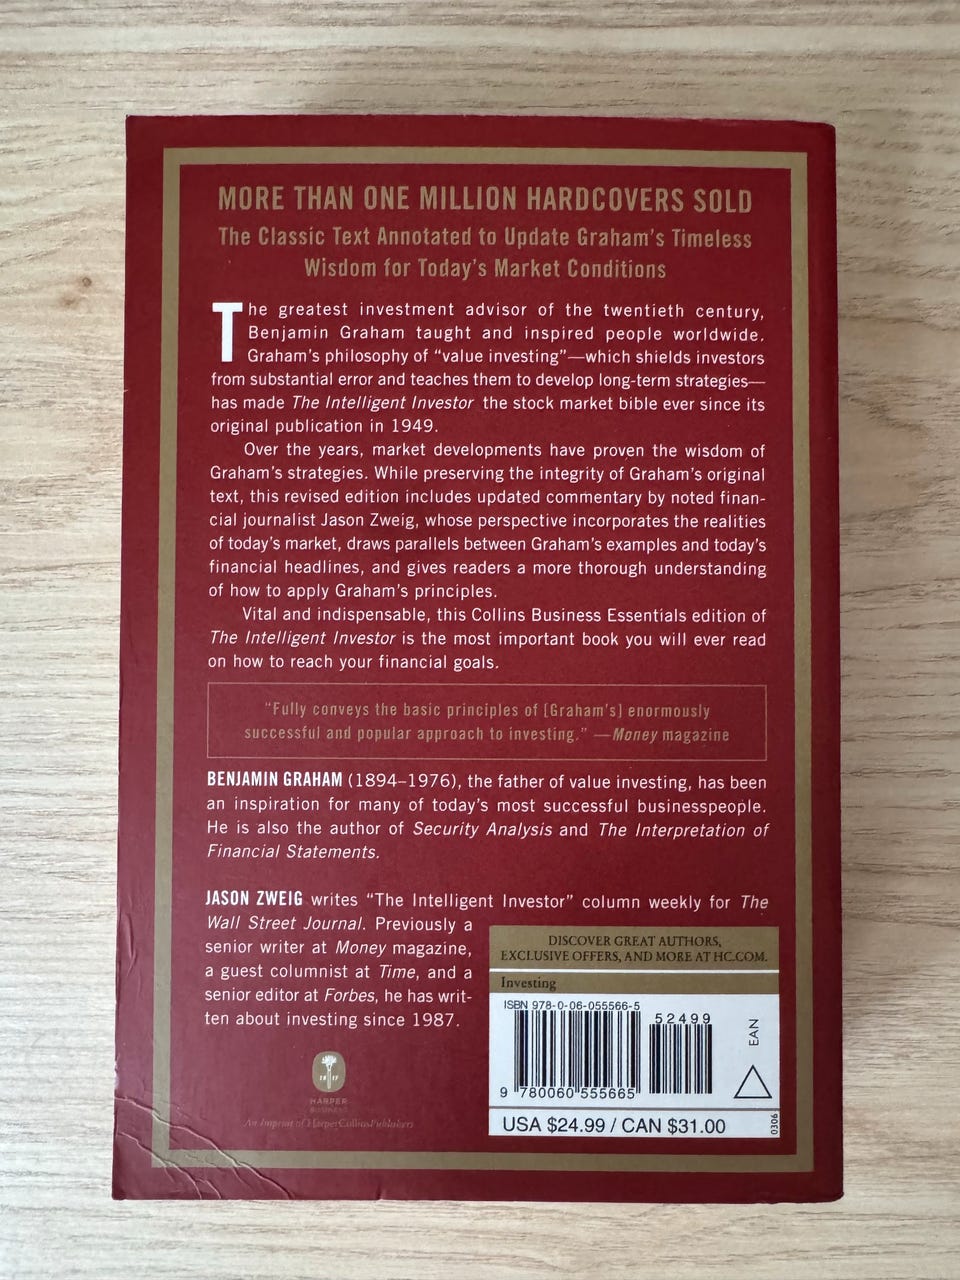 MORE THAN ONE MILLION HARDCOVERS SOLD
The Classic Text Annotated to Update Graham's Timeless
Wisdom for Today's Market Conditions
The greatest investment advisor of the twentieth century,
Benjamin Graham taught and inspired people worldwide.
Graham's philosophy of “value investing”—which shields investors
from substantial error and teaches them to develop long-term strategies—
has made The Intelligent Investor the stock market bible ever since its
original publication in 1949.
Over the years, market developments have proven the wisdom of
Graham's strategies. While preserving the integrity of Graham's original
text, this revised edition includes updated commentary by noted finan-
cial journalist Jason Zweig, whose perspective incorporates the realities
of today's market, draws parallels between Graham's examples and today's
financial headlines, and gives readers a more thorough understanding
of how to apply Graham's principles.
Vital and indispensable, this Collins Business Essentials edition of
The Intelligent Investor is the most important book you will ever read
on how to reach your financial goals.
“Fully conveys the basic principles of [Graham's] enormously
successful and popular approach to investing.” —Money magazine
BENJAMIN GRAHAM (1894–1976), the father of value investing, has been
an inspiration for many of today's most successful businesspeople.
He is also the author of Security Analysis and The Interpretation of
Financial Statements.
JASON ZWEIG writes “The Intelligent Investor” column weekly for The
Wall Street Journal. Previously a
senior writer at Money magazine,
a guest columnist at Time, and a
senior editor at Forbes, he has writ-
ten about investing since 1987.
1817
HARPER
BUSINESS
An Imprint of HarperCollinsPublishers
DISCOVER GREAT AUTHORS,
EXCLUSIVE OFFERS, AND MORE AT HC.COM.
Investing
ISBN 978-0-06-055566-5
52499
EAN
9 780060 555665
USA $24.99 / CAN $31.00
0306